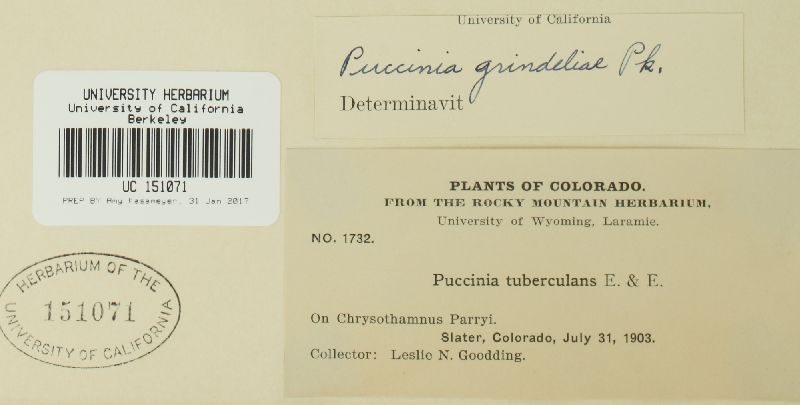 University of California
Puccinia grindeliae Pk.
Determinavit
UNIVERSITY HERBARIUM
University of California
Berkeley
UC 151071
PREP BY Amy Kasameyer, 31 Jan 2017
HERBARIUM OF THE
151071
UNIVERSITY OF CALIFORNIA
PLANTS OF COLORADO.
FROM THE ROCKY MOUNTAIN HERBARIUM,
University of Wyoming, Laramie.
NO. 1732.
Puccinia tuberculans E. & E.
On Chrysothamnus Parryi.
Slater, Colorado, July 31, 1903.
Collector: Leslie N. Goodding.